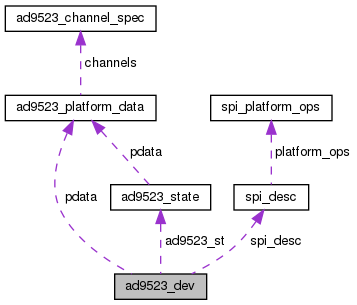 ad9523_channel_spec
channels
ad9523_platform_data
spi_platform_ops
pdata
platform_ops
pdata
ad9523_state
spi_desc
ad9523_st
spi_desc
ad9523_dev